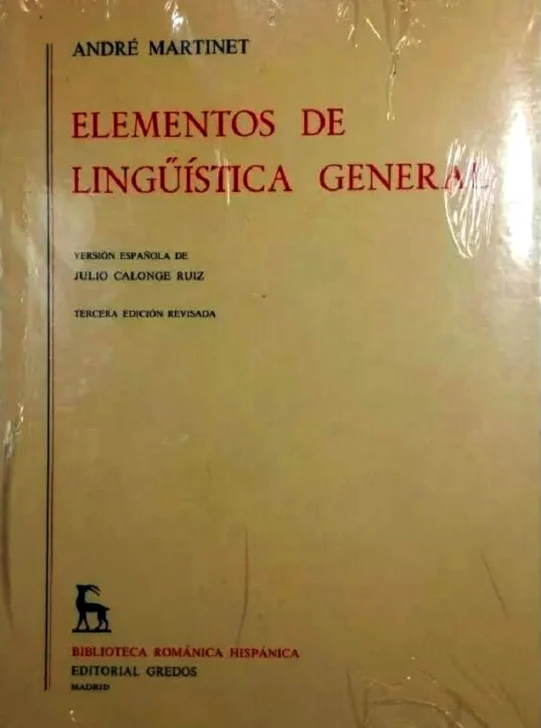 ANDRÉ MARTINET
ELEMENTOS DE
LINGŰÍSTICA GENERAL
VERSIÓN ESPAÑOLA DE
JULIO CALONGE RUIZ
TERCERA EDICIÓN REVISADA
BIBLIOTECA ROMÁNICA HISPÁNICA
EDITORIAL GREDOS
MADRID